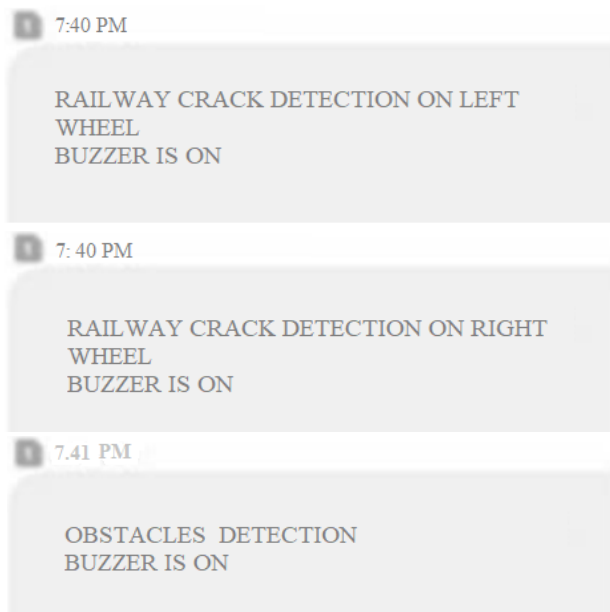 7:40 PM
RAILWAY CRACK DETECTION ON LEFT
WHEEL
BUZZER IS ON
7: 40 PM
RAILWAY CRACK DETECTION ON RIGHT
WHEEL
BUZZER IS ON
7.41 PM
OBSTACLES DETECTION
BUZZER IS ON